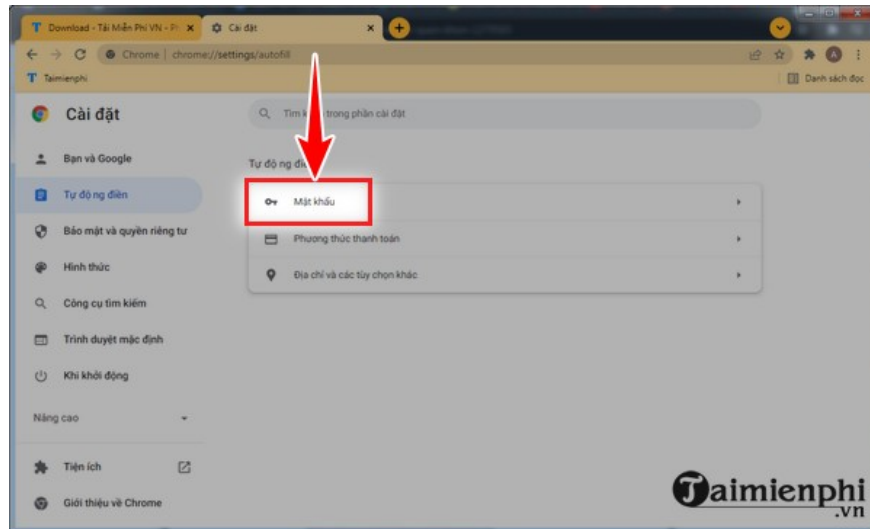 Download - Tải Miễn Phí VN - Ph
Cài đặt
Chrome | chrome://settings/autofill
Taimienphi
Danh sách đọc
Cài đặt
Tìm k trong phần cài đặt
Bạn và Google
Tự động điền
Bảo mật và quyền riêng tư
Hình thức
Công cụ tìm kiếm
Trình duyệt mặc định
Khi khởi động
Nâng cao
Tiện ích
Giới thiệu về Chrome
Tự động đi
Mật khẩu
Phương thức thanh toán
Địa chỉ và các tùy chọn khác
A
Taimienphi
.vn